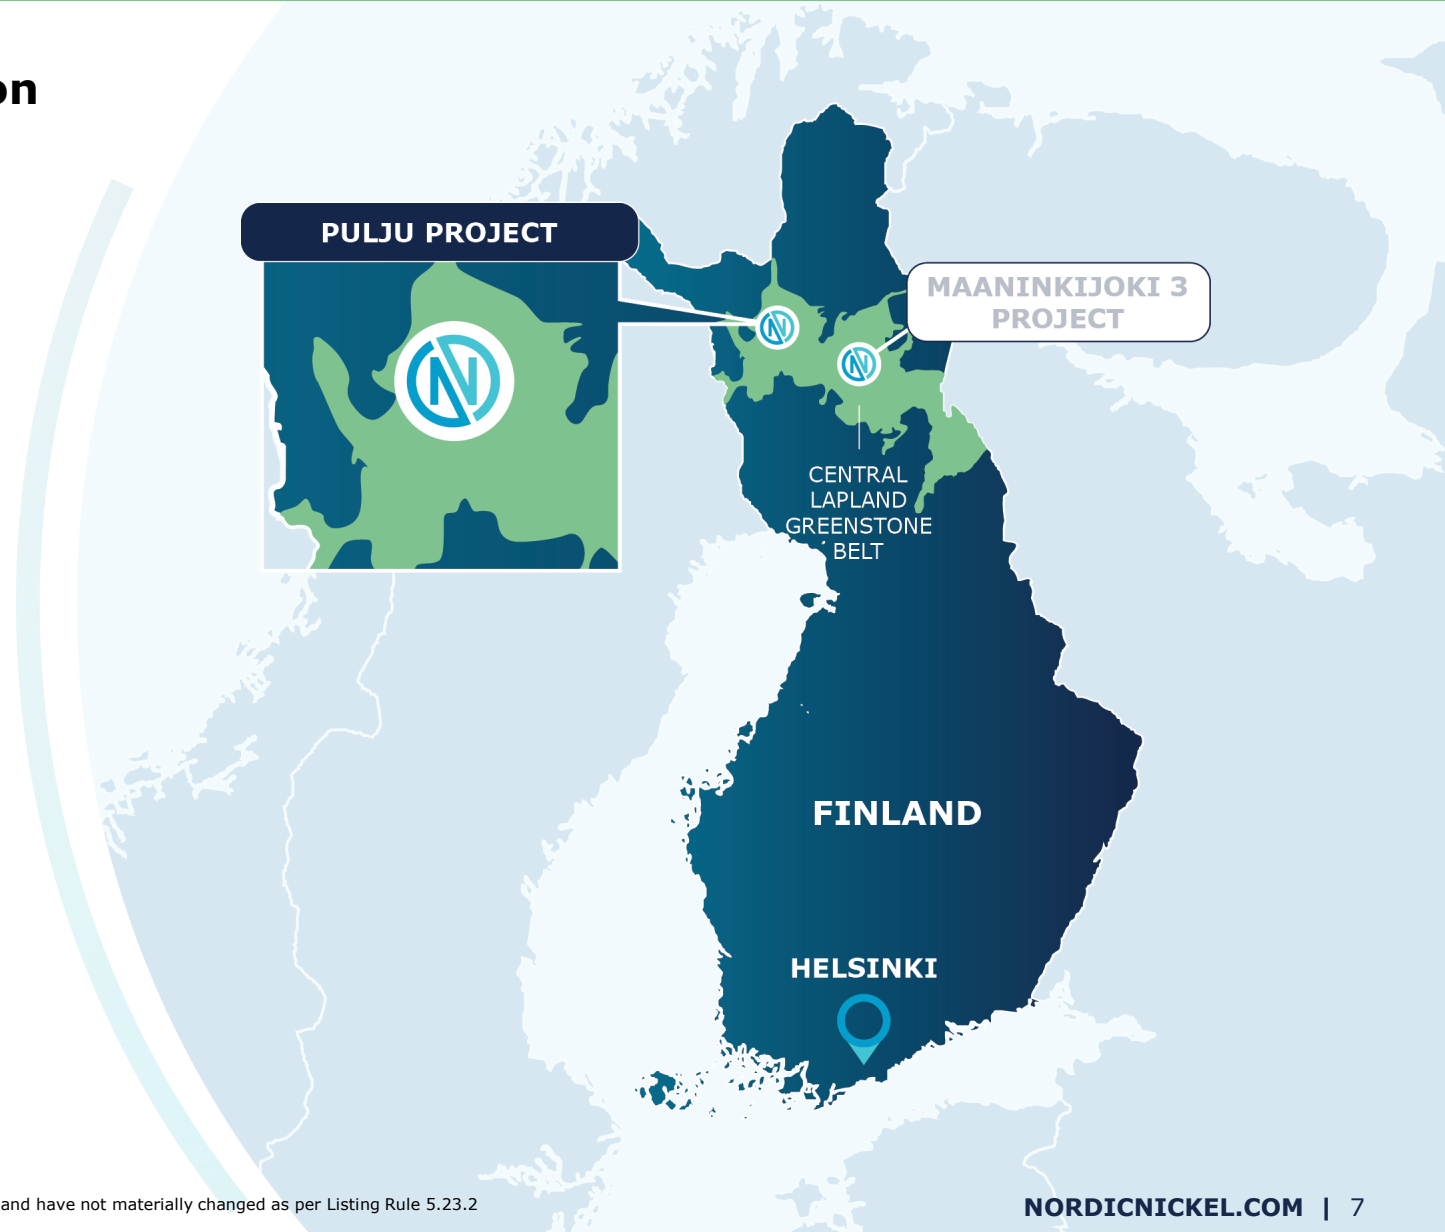 on
PULJU PROJECT
MAANINKIJOKI 3
PROJECT
CENTRAL
LAPLAND
GREENSTONE
BELT
FINLAND
HELSINKI
and have not materially changed as per Listing Rule 5.23.2
NORDICNICKEL.COM | 7